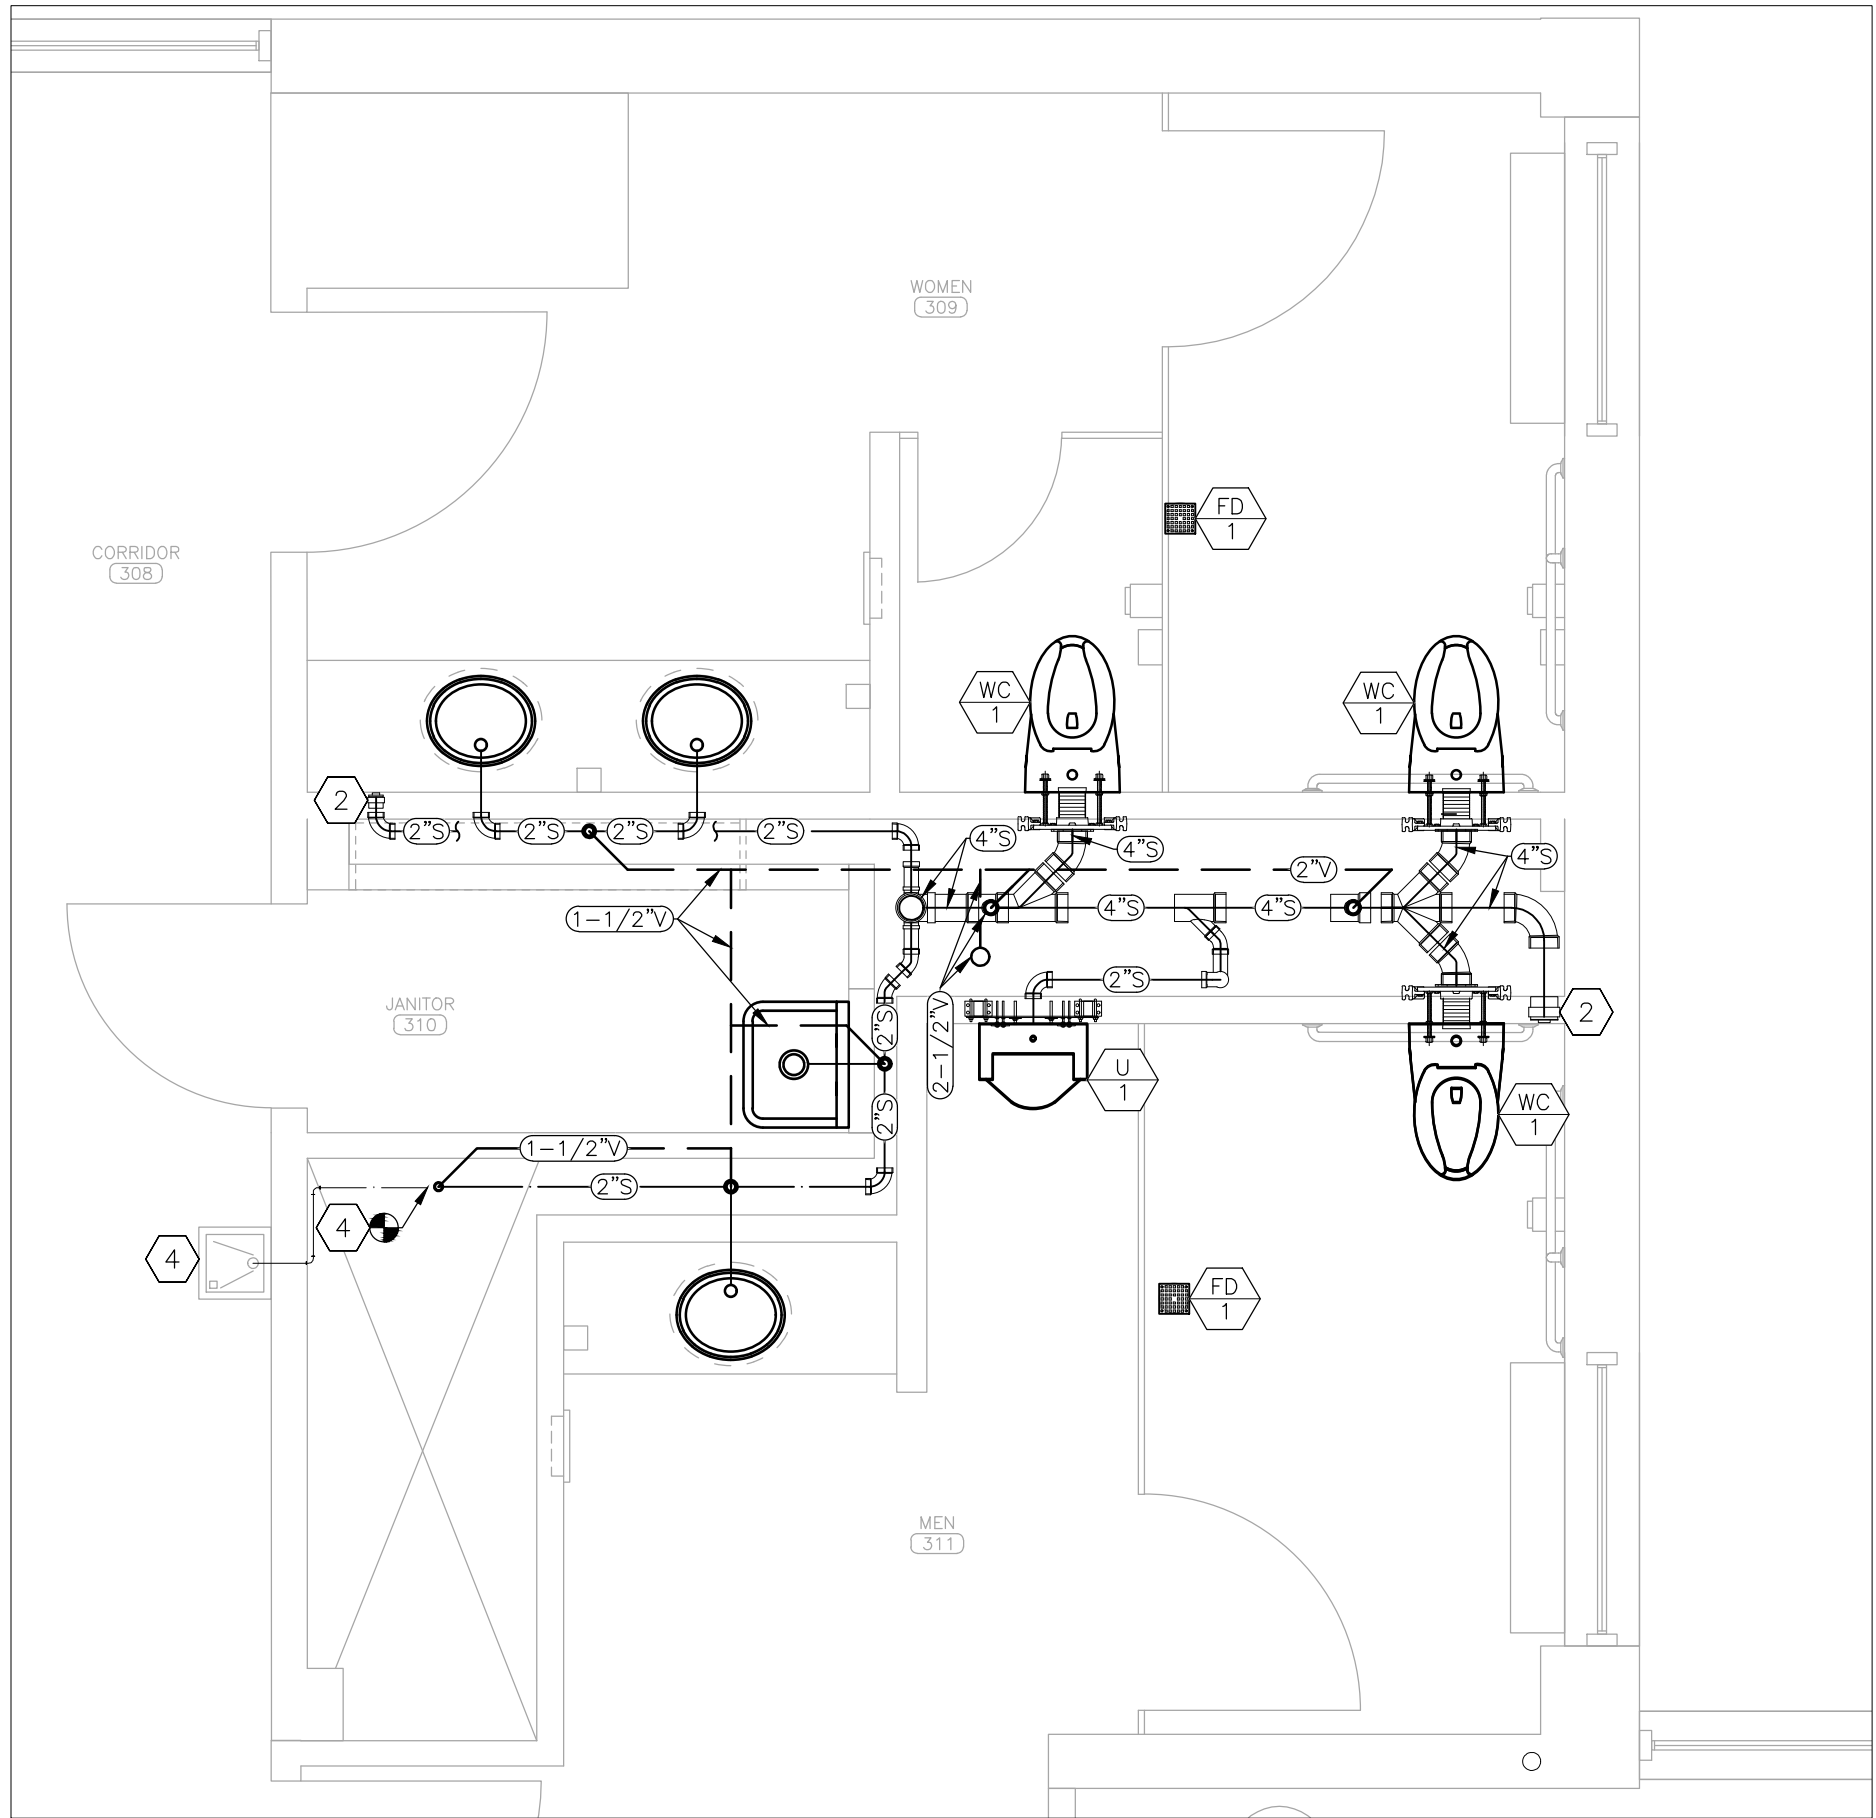 WOMEN
309
FD
1
CORRIDOR
308
WC
1
WC
1
2
2"S
2"S
2"S
2"S
4"S
4"S
4"S
2"V
1-1/2"V
4"S
4"S
2"S
JANITOR
310
2"S
2-1/2"V
2
U
1
2"S
WC
1
1-1/2"V
2"S
4
4
FD
1
MEN
311